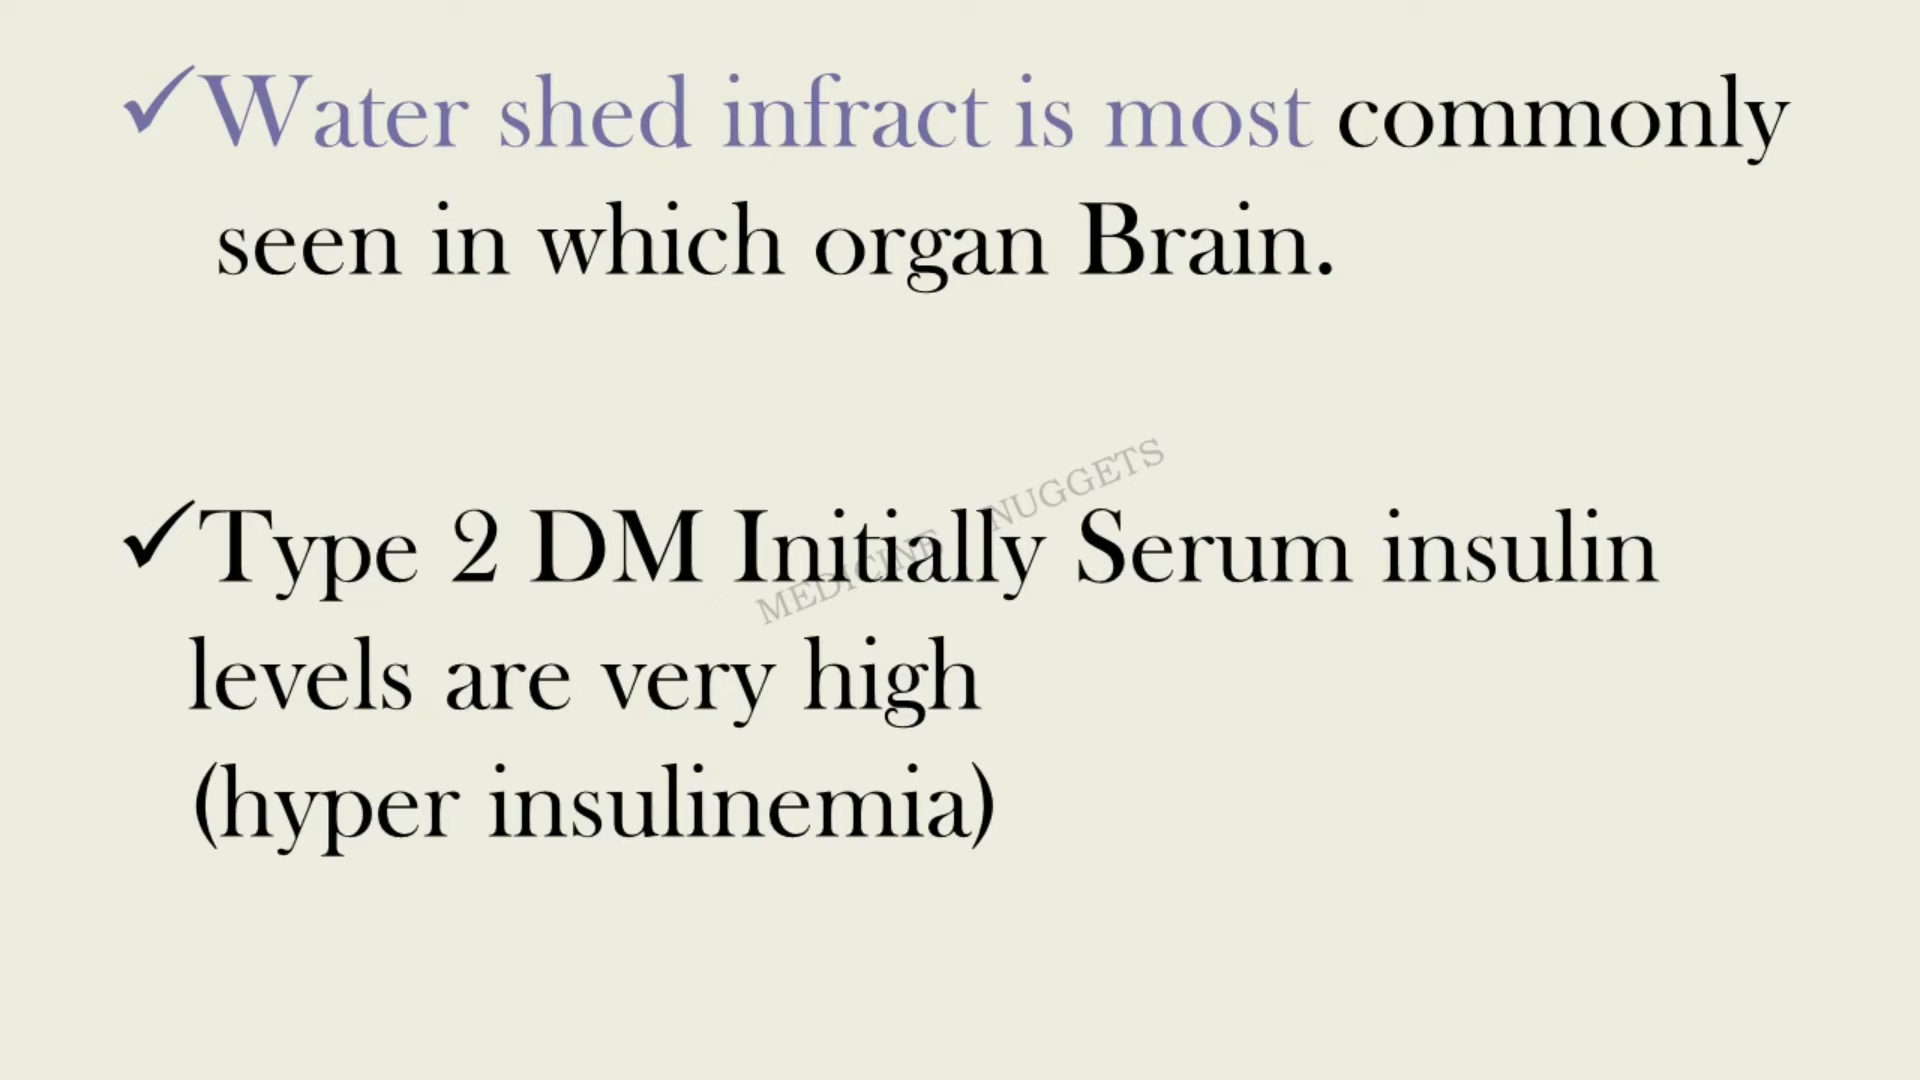 ✓Water shed infract is most commonly
seen in which organ Brain.
MEDICINE NUGGETS
✓Type 2 DM Initially Serum insulin
levels are very high
(hyper insulinemia)